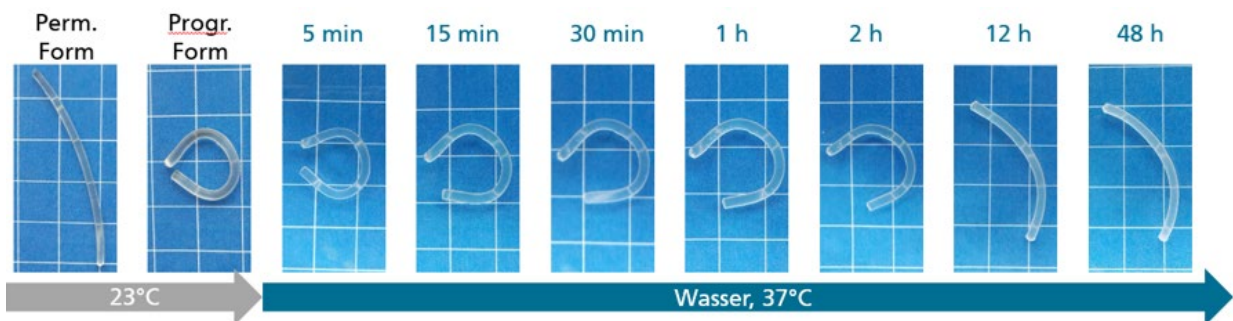 Perm. Form
Progr. Form
5 min
15 min
30 min
1 h
2 h
12 h
48 h
23°C
Wasser, 37°C